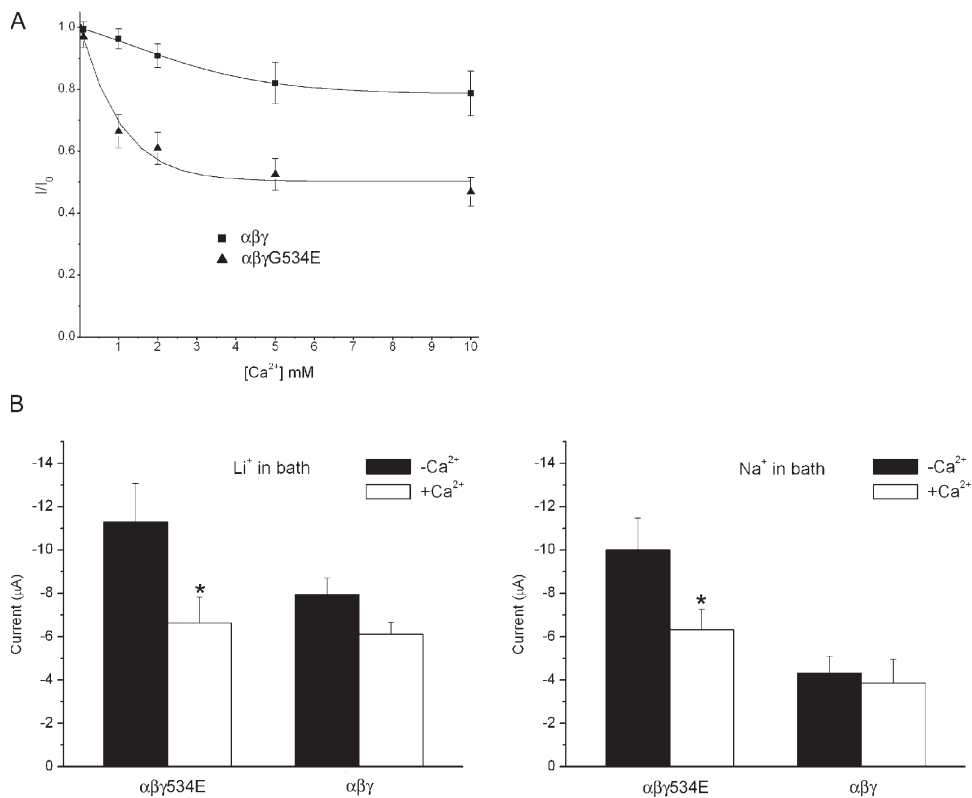 A
1.0
0.8
0.6
0.4
0.2
0.0
I/I₀
■ αβγ
▲ αβγG534E
1 2 3 4 5 6 7 8 9 10
[Ca²⁺] mM
B
-14
-12
-10
-8
-6
-4
-2
0
Current (μA)
Li⁺ in bath
-Ca²⁺
+Ca²⁺
*
αβγ534E αβγ
-14
-12
-10
-8
-6
-4
-2
0
Current (μA)
Na⁺ in bath
-Ca²⁺
+Ca²⁺
*
αβγ534E αβγ